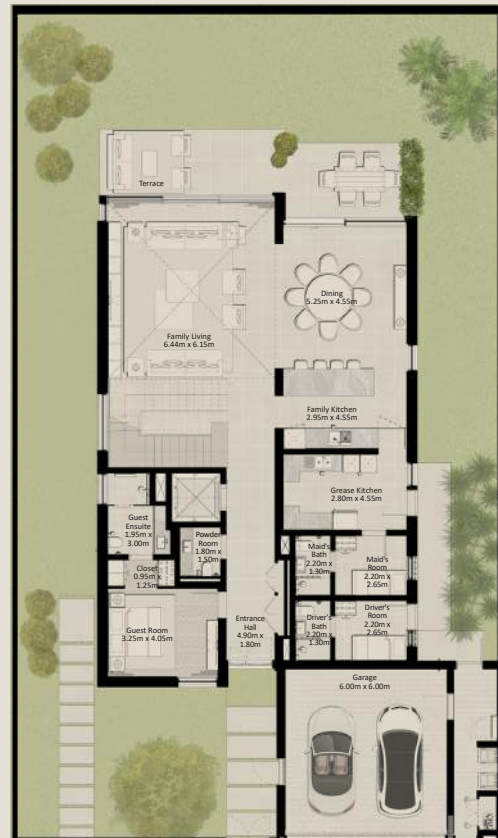 Terrace
Dining
5.25m x 4.55m
Family Living
6.44m x 6.15m
Family Kitchen
2.95m x 4.55m
Grease Kitchen
2.80m x 4.55m
Guest
Ensuite
1.95m x
3.00m
Powder
Room
1.80m x
1.50m
Maid's
Bath
2.20m x
1.30m
Maid's
Room
2.20m x
2.65m
Closet
0.95m x
1.25m
Guest Room
3.25m x 4.05m
Entrance
Hall
4.90m x
1.80m
Driver's
Bath
2.20m x
1.30m
Driver's
Room
2.20m x
2.65m
Garage
6.00m x 6.00m